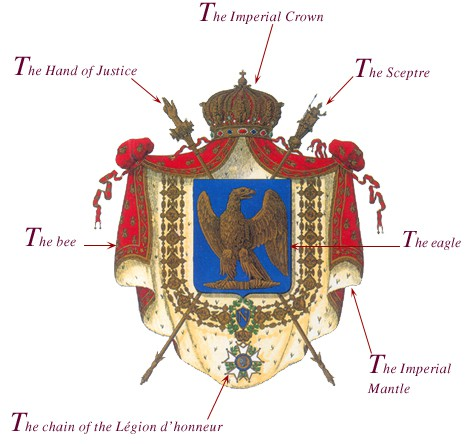 The Imperial Crown
The Hand of Justice
The Sceptre
The bee
The eagle
The Imperial
Mantle
The chain of the Légion d'honneur
N